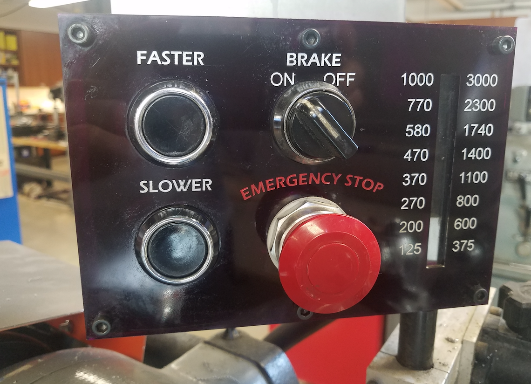 FASTER
BRAKE
ON OFF
SLOWER
EMERGENCY STOP
1000 3000
770 2300
580 1740
470 1400
370 1100
270 800
200 600
125 375